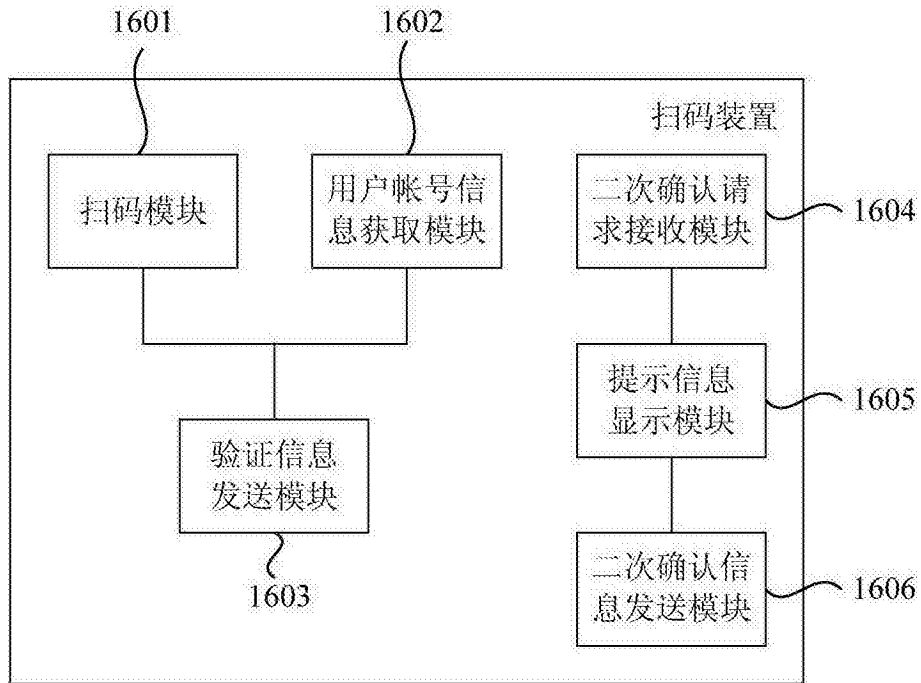 1601
1602
扫码装置
扫码模块
用户帐号信
息获取模块
二次确认请
求接收模块
1604
提示信息
显示模块
1605
验证信息
发送模块
1603
二次确认信
息发送模块
1606